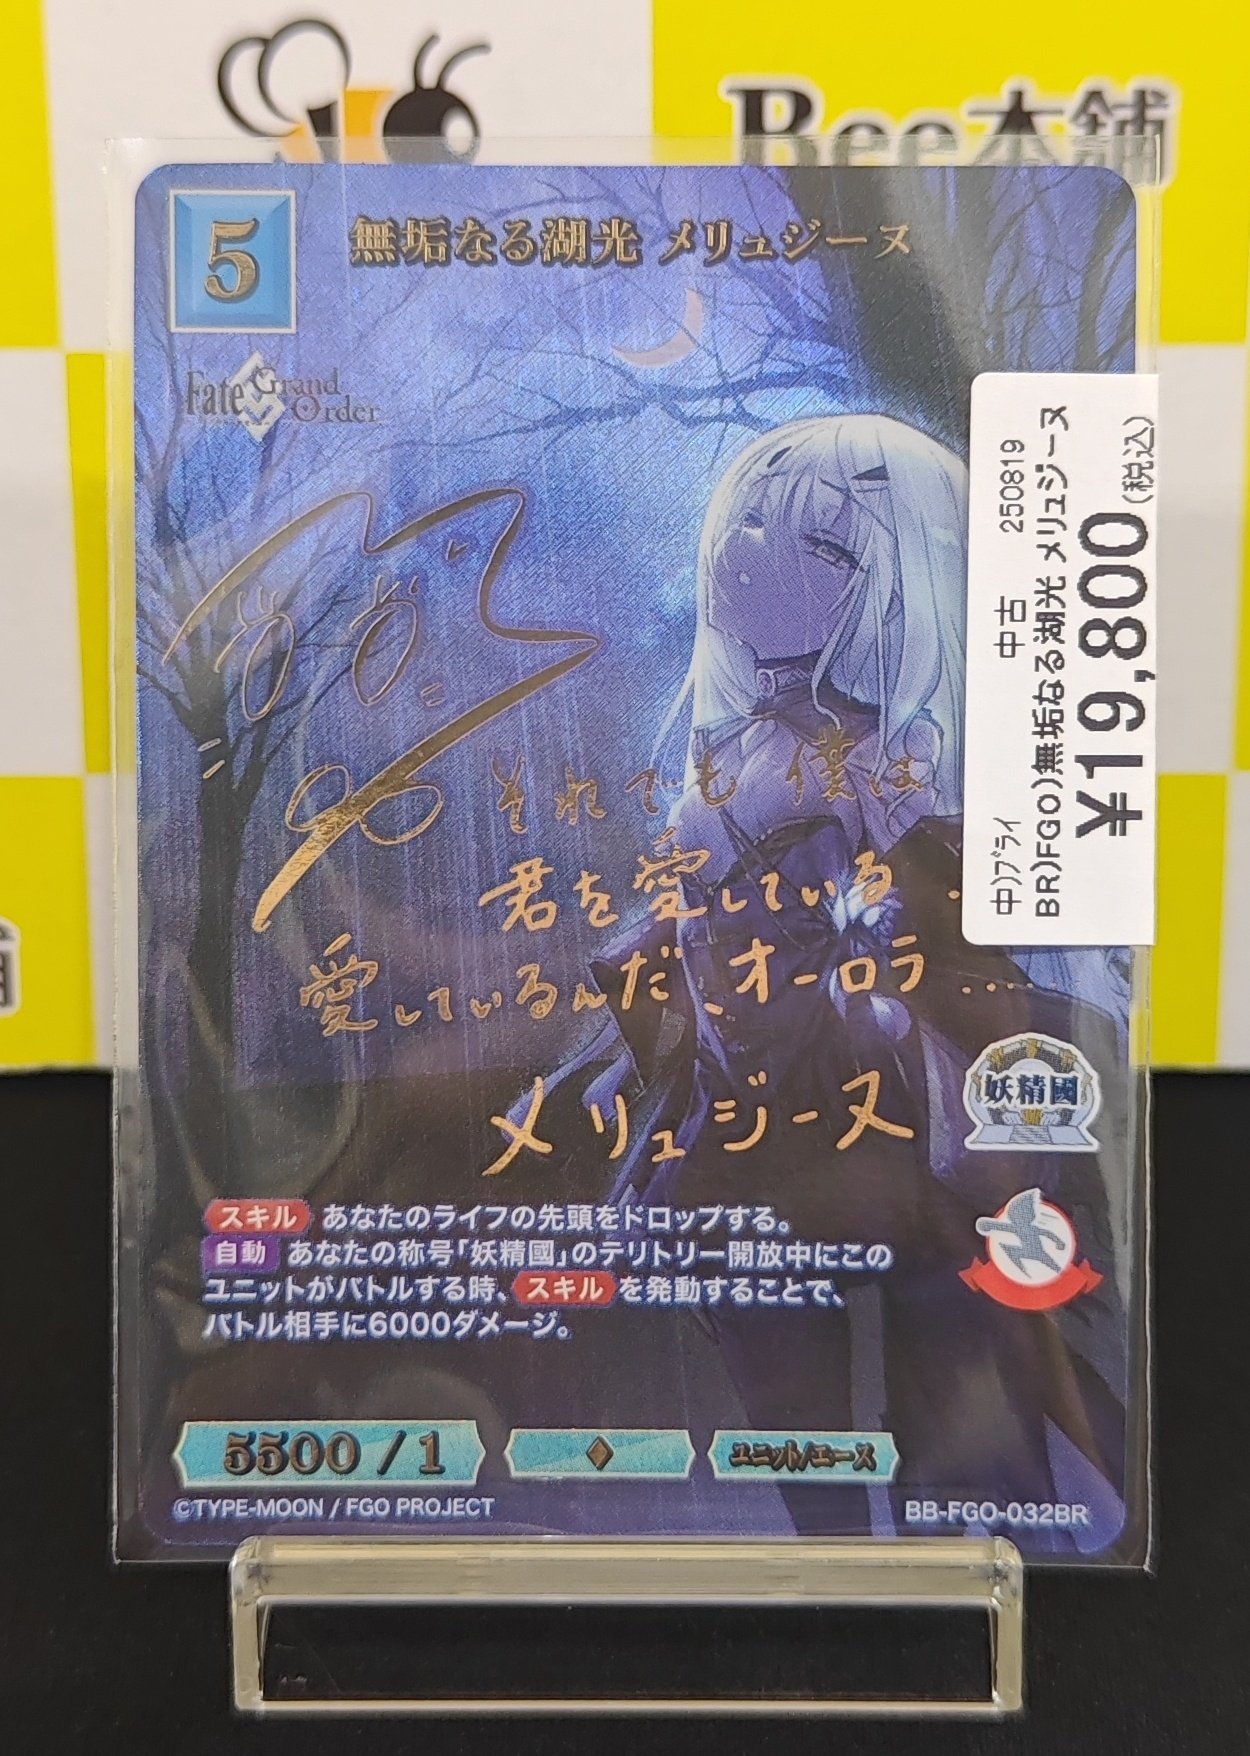 Bee本舗
5
無垢なる湖光 メリュジーヌ
Fate Grand Order
それでも 僕は
君を愛している
愛しているんだ、オーロラ……
メリュジーヌ
中)ブライ 中古 250819
BR)FGO)無垢なる湖光 メリュジーヌ
¥19,800(税込)
妖精國
スキル あなたのライフの先頭をドロップする。
自動 あなたの称号「妖精國」のテリトリー開放中にこの
ユニットがバトルする時、スキルを発動することで、
バトル相手に6000ダメージ。
5500 / 1
ユニット/エース
©TYPE-MOON / FGO PROJECT
BB-FGO-032BR